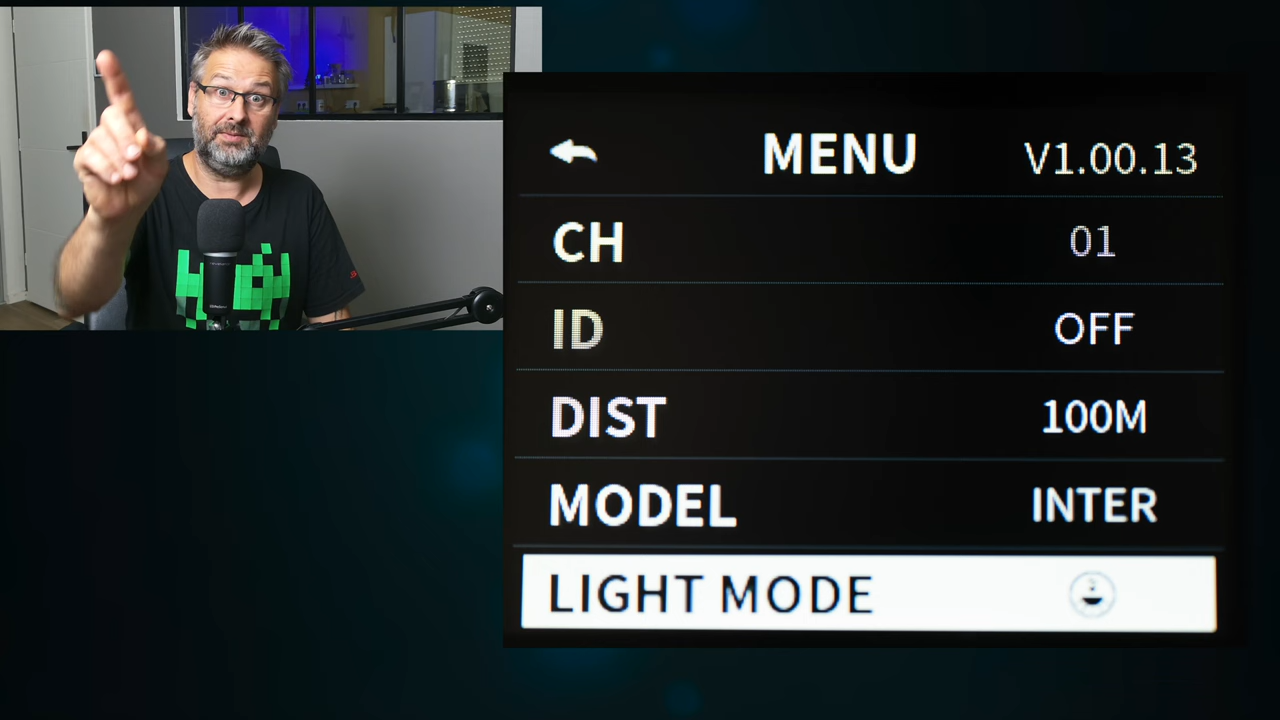 MENU V1.00.13
CH 01
ID OFF
DIST 100M
MODEL INTER
LIGHT MODE